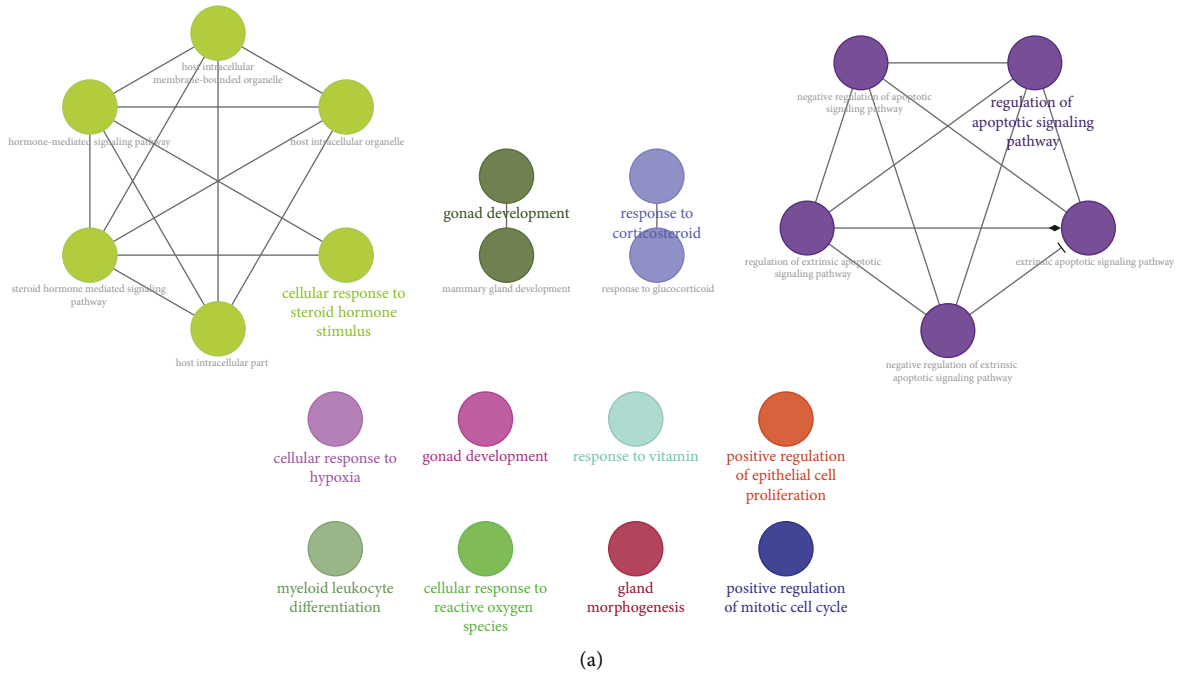 host intracellular
membrane-bounded organelle
hormone-mediated signaling pathway
host intracellular organelle
steroid hormone mediated signaling
pathway
cellular response to
steroid hormone
stimulus
host intracellular part
gonad development
mammary gland development
response to
corticosteroid
response to glucocorticoid
negative regulation of apoptotic
signaling pathway
regulation of
apoptotic signaling
pathway
regulation of extrinsic apoptotic
signaling pathway
extrinsic apoptotic signaling pathway
negative regulation of extrinsic
apoptotic signaling pathway
cellular response to
hypoxia
gonad development
response to vitamin
positive regulation
of epithelial cell
proliferation
myeloid leukocyte
differentiation
cellular response to
reactive oxygen
species
gland
morphogenesis
positive regulation
of mitotic cell cycle
(a)